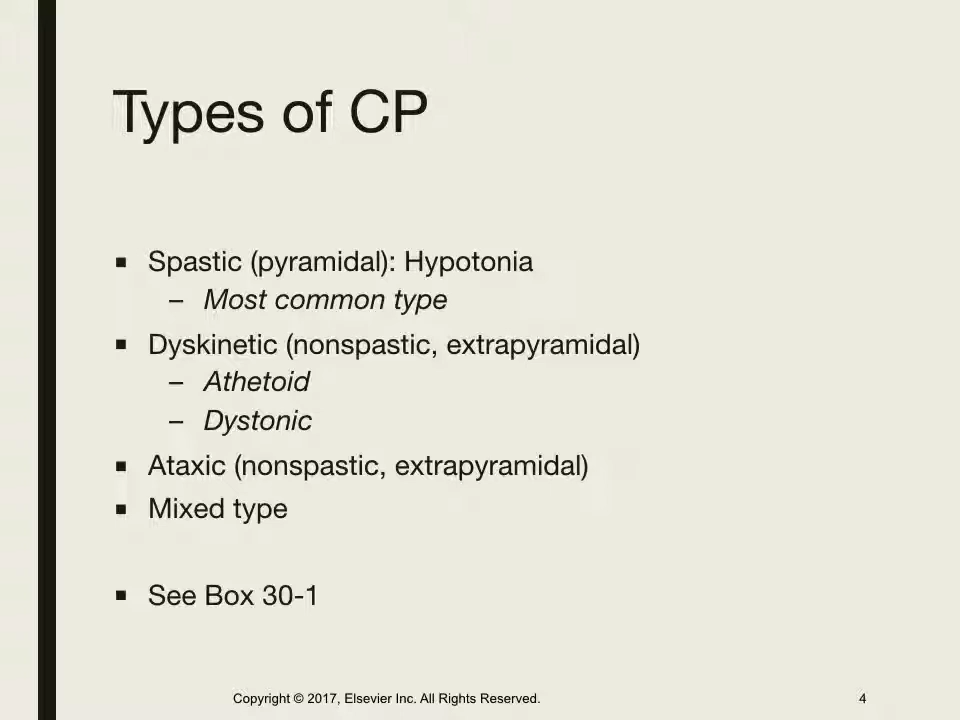 Types of CP
▪ Spastic (pyramidal): Hypotonia
– Most common type
▪ Dyskinetic (nonspastic, extrapyramidal)
– Athetoid
– Dystonic
▪ Ataxic (nonspastic, extrapyramidal)
▪ Mixed type
▪ See Box 30-1
Copyright © 2017, Elsevier Inc. All Rights Reserved. 4